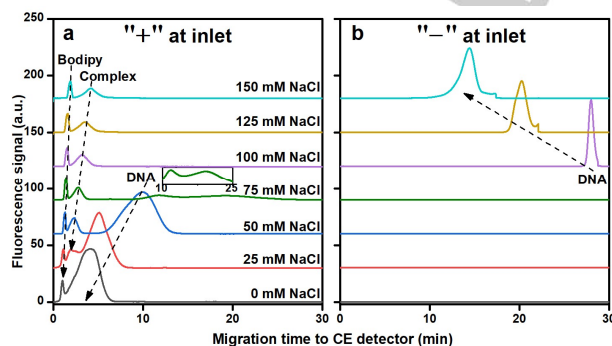 a "+" at inlet
b "−" at inlet
Bodipy
Complex
DNA
10 25
150 mM NaCl
125 mM NaCl
100 mM NaCl
75 mM NaCl
50 mM NaCl
25 mM NaCl
0 mM NaCl
DNA
250
200
150
100
50
0
Fluorescence signal (a.u.)
0 10 20 30 0 10 20 30
Migration time to CE detector (min)